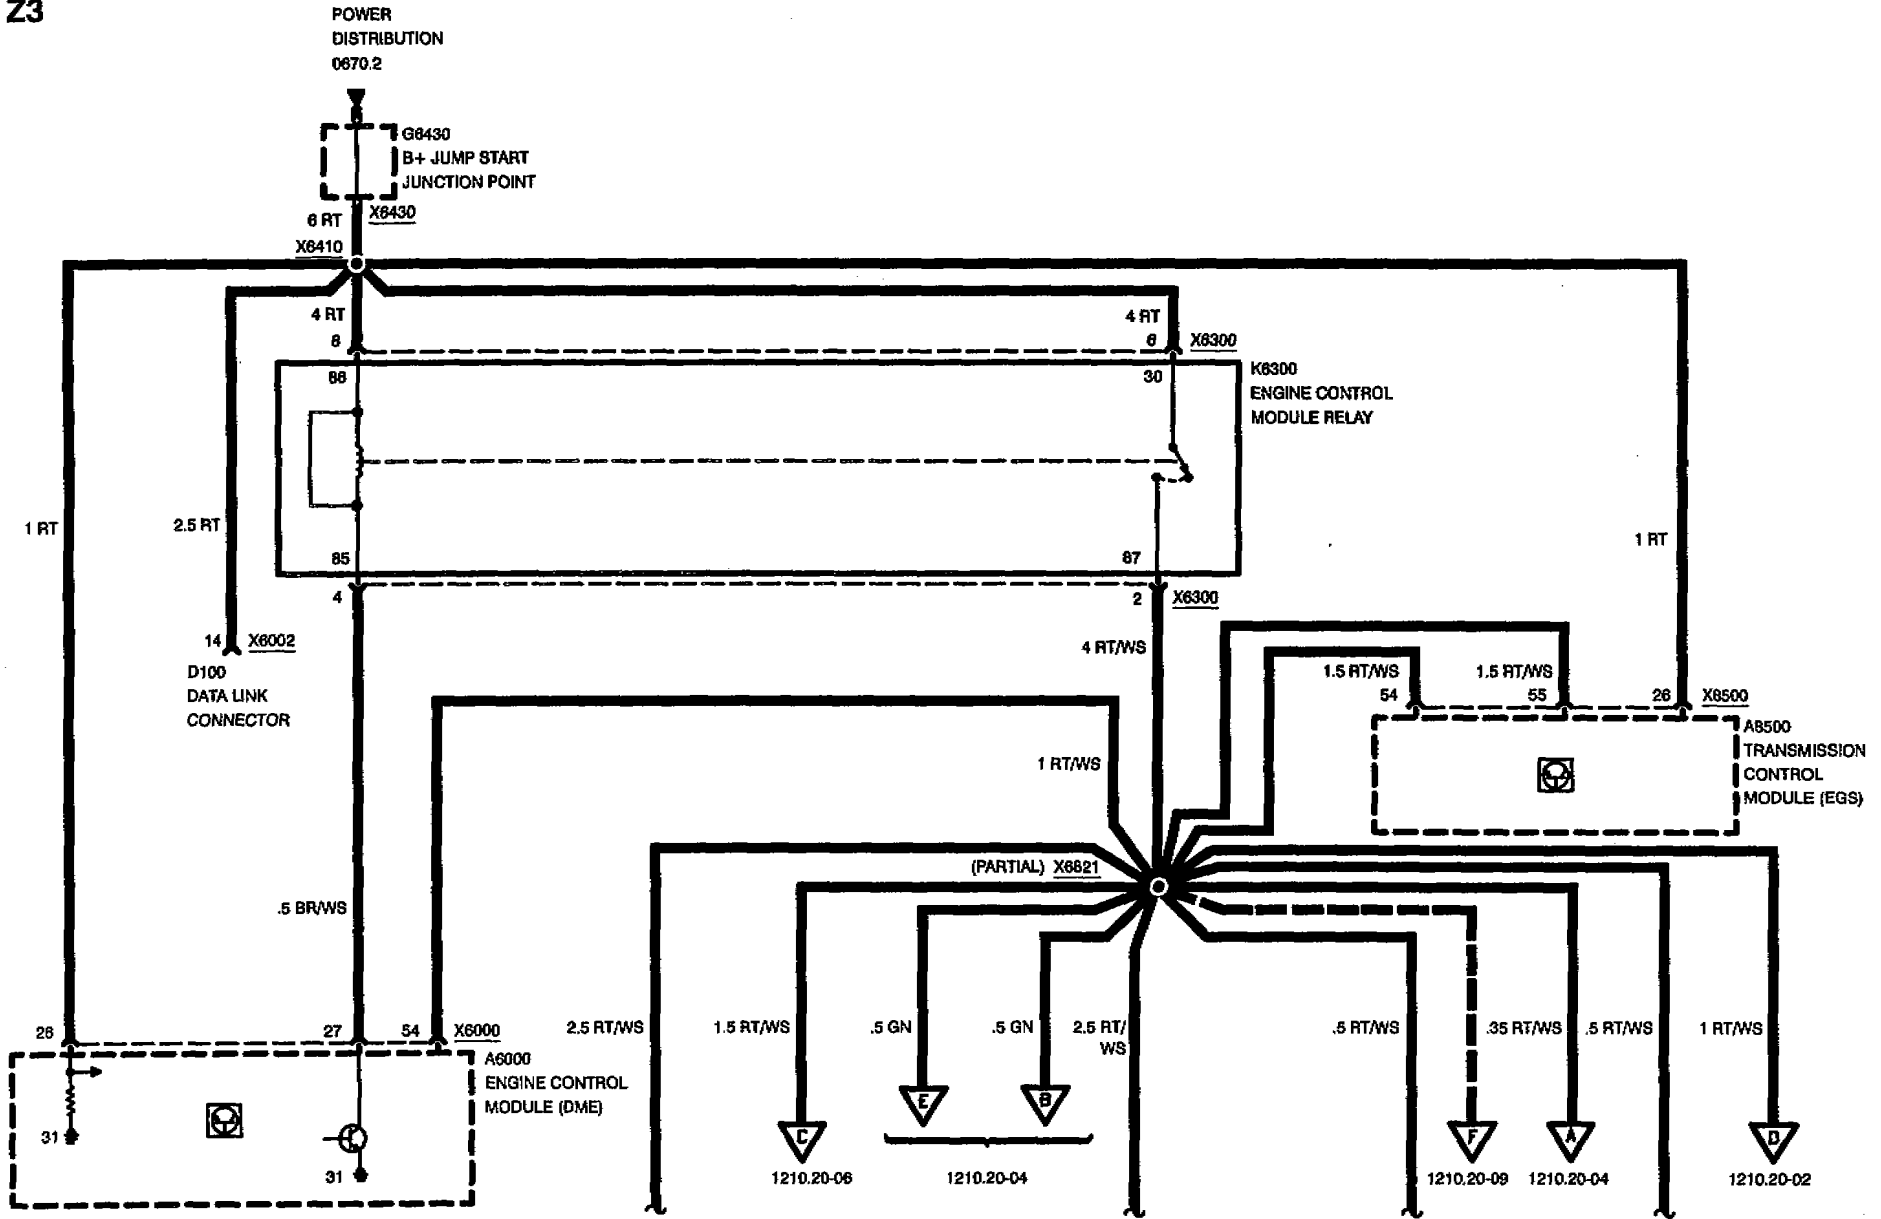 Z3
POWER
DISTRIBUTION
0670.2
G6430
B+ JUMP START
JUNCTION POINT
6 RT
X6430
X6410
4 RT
4 RT
8
6
X6300
86
30
K6300
ENGINE CONTROL
MODULE RELAY
1 RT
2.5 RT
1 RT
85
87
4
2
X6300
14
X6002
D100
DATA LINK
CONNECTOR
4 RT/WS
1.5 RT/WS
1.5 RT/WS
54
55
26
X8500
A8500
TRANSMISSION
CONTROL
MODULE (EGS)
1 RT/WS
(PARTIAL) X6821
.5 BR/WS
26
27
54
X6000
2.5 RT/WS
1.5 RT/WS
.5 GN
.5 GN
2.5 RT/
WS
.5 RT/WS
.35 RT/WS
.5 RT/WS
1 RT/WS
A6000
ENGINE CONTROL
MODULE (DME)
31
31
E
B
C
F
A
D
1210.20-06
1210.20-04
1210.20-09
1210.20-04
1210.20-02